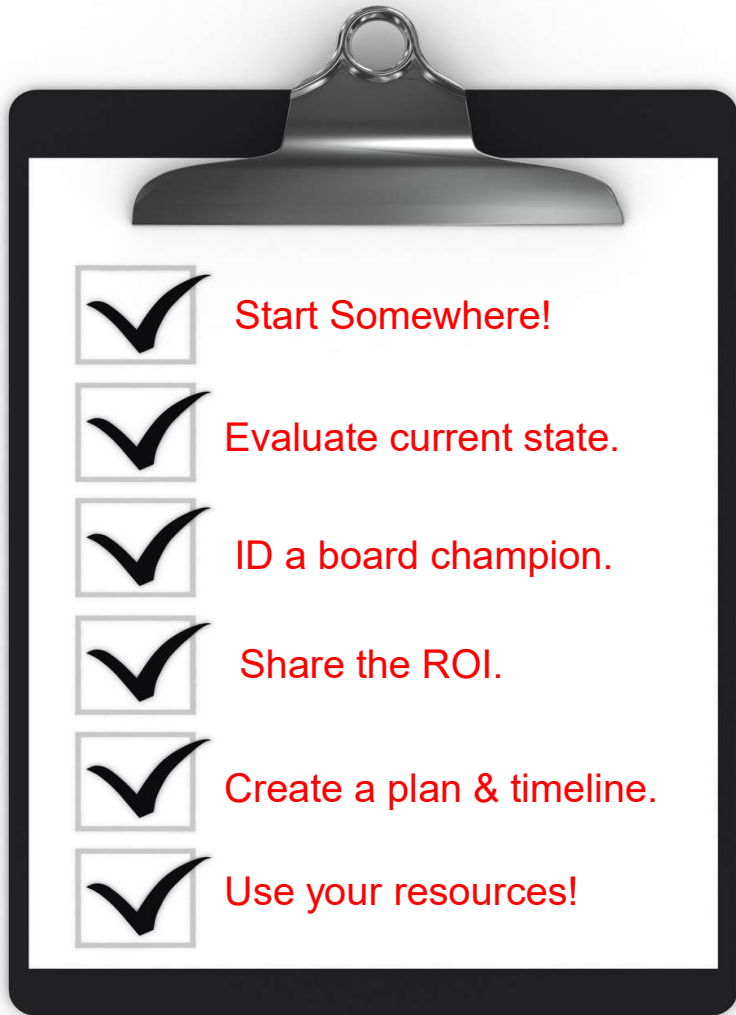 Start Somewhere!
Evaluate current state.
ID a board champion.
Share the ROI.
Create a plan & timeline.
Use your resources!